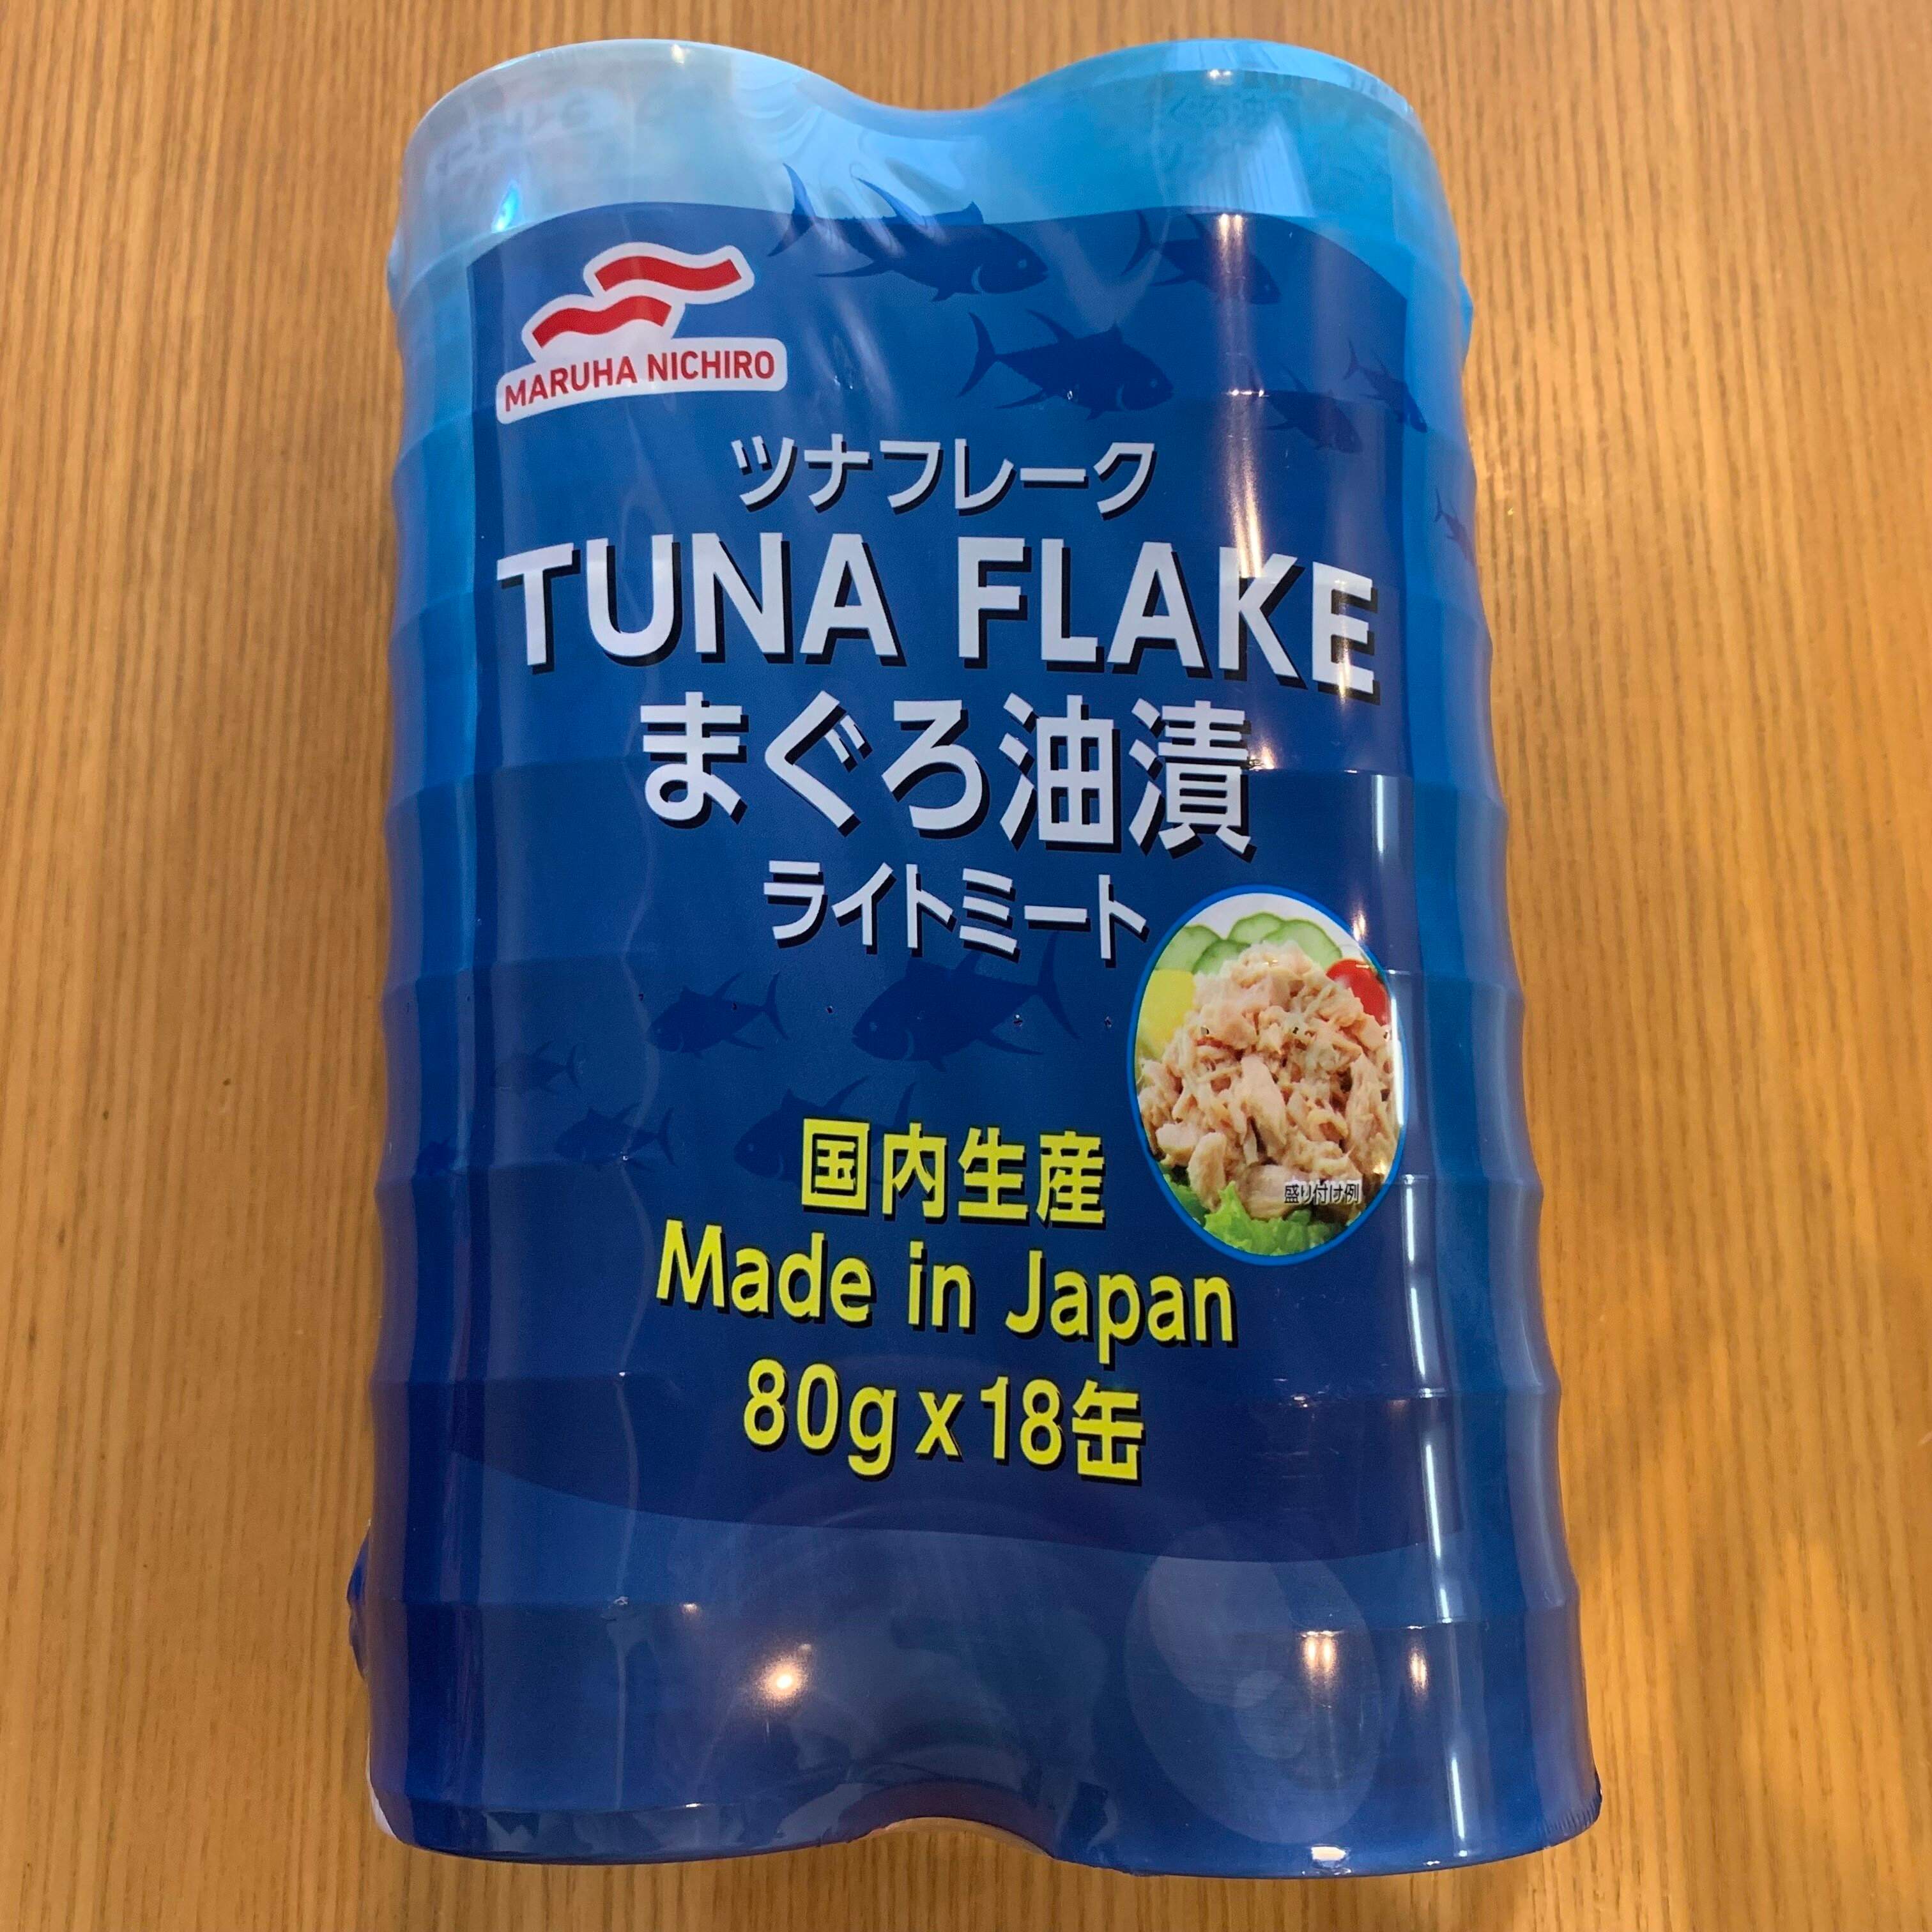 MARUHA NICHIRO
ツナフレーク
TUNA FLAKE
まぐろ油漬
ライトミート
盛り付け例
国内生産
Made in Japan
80g x 18缶